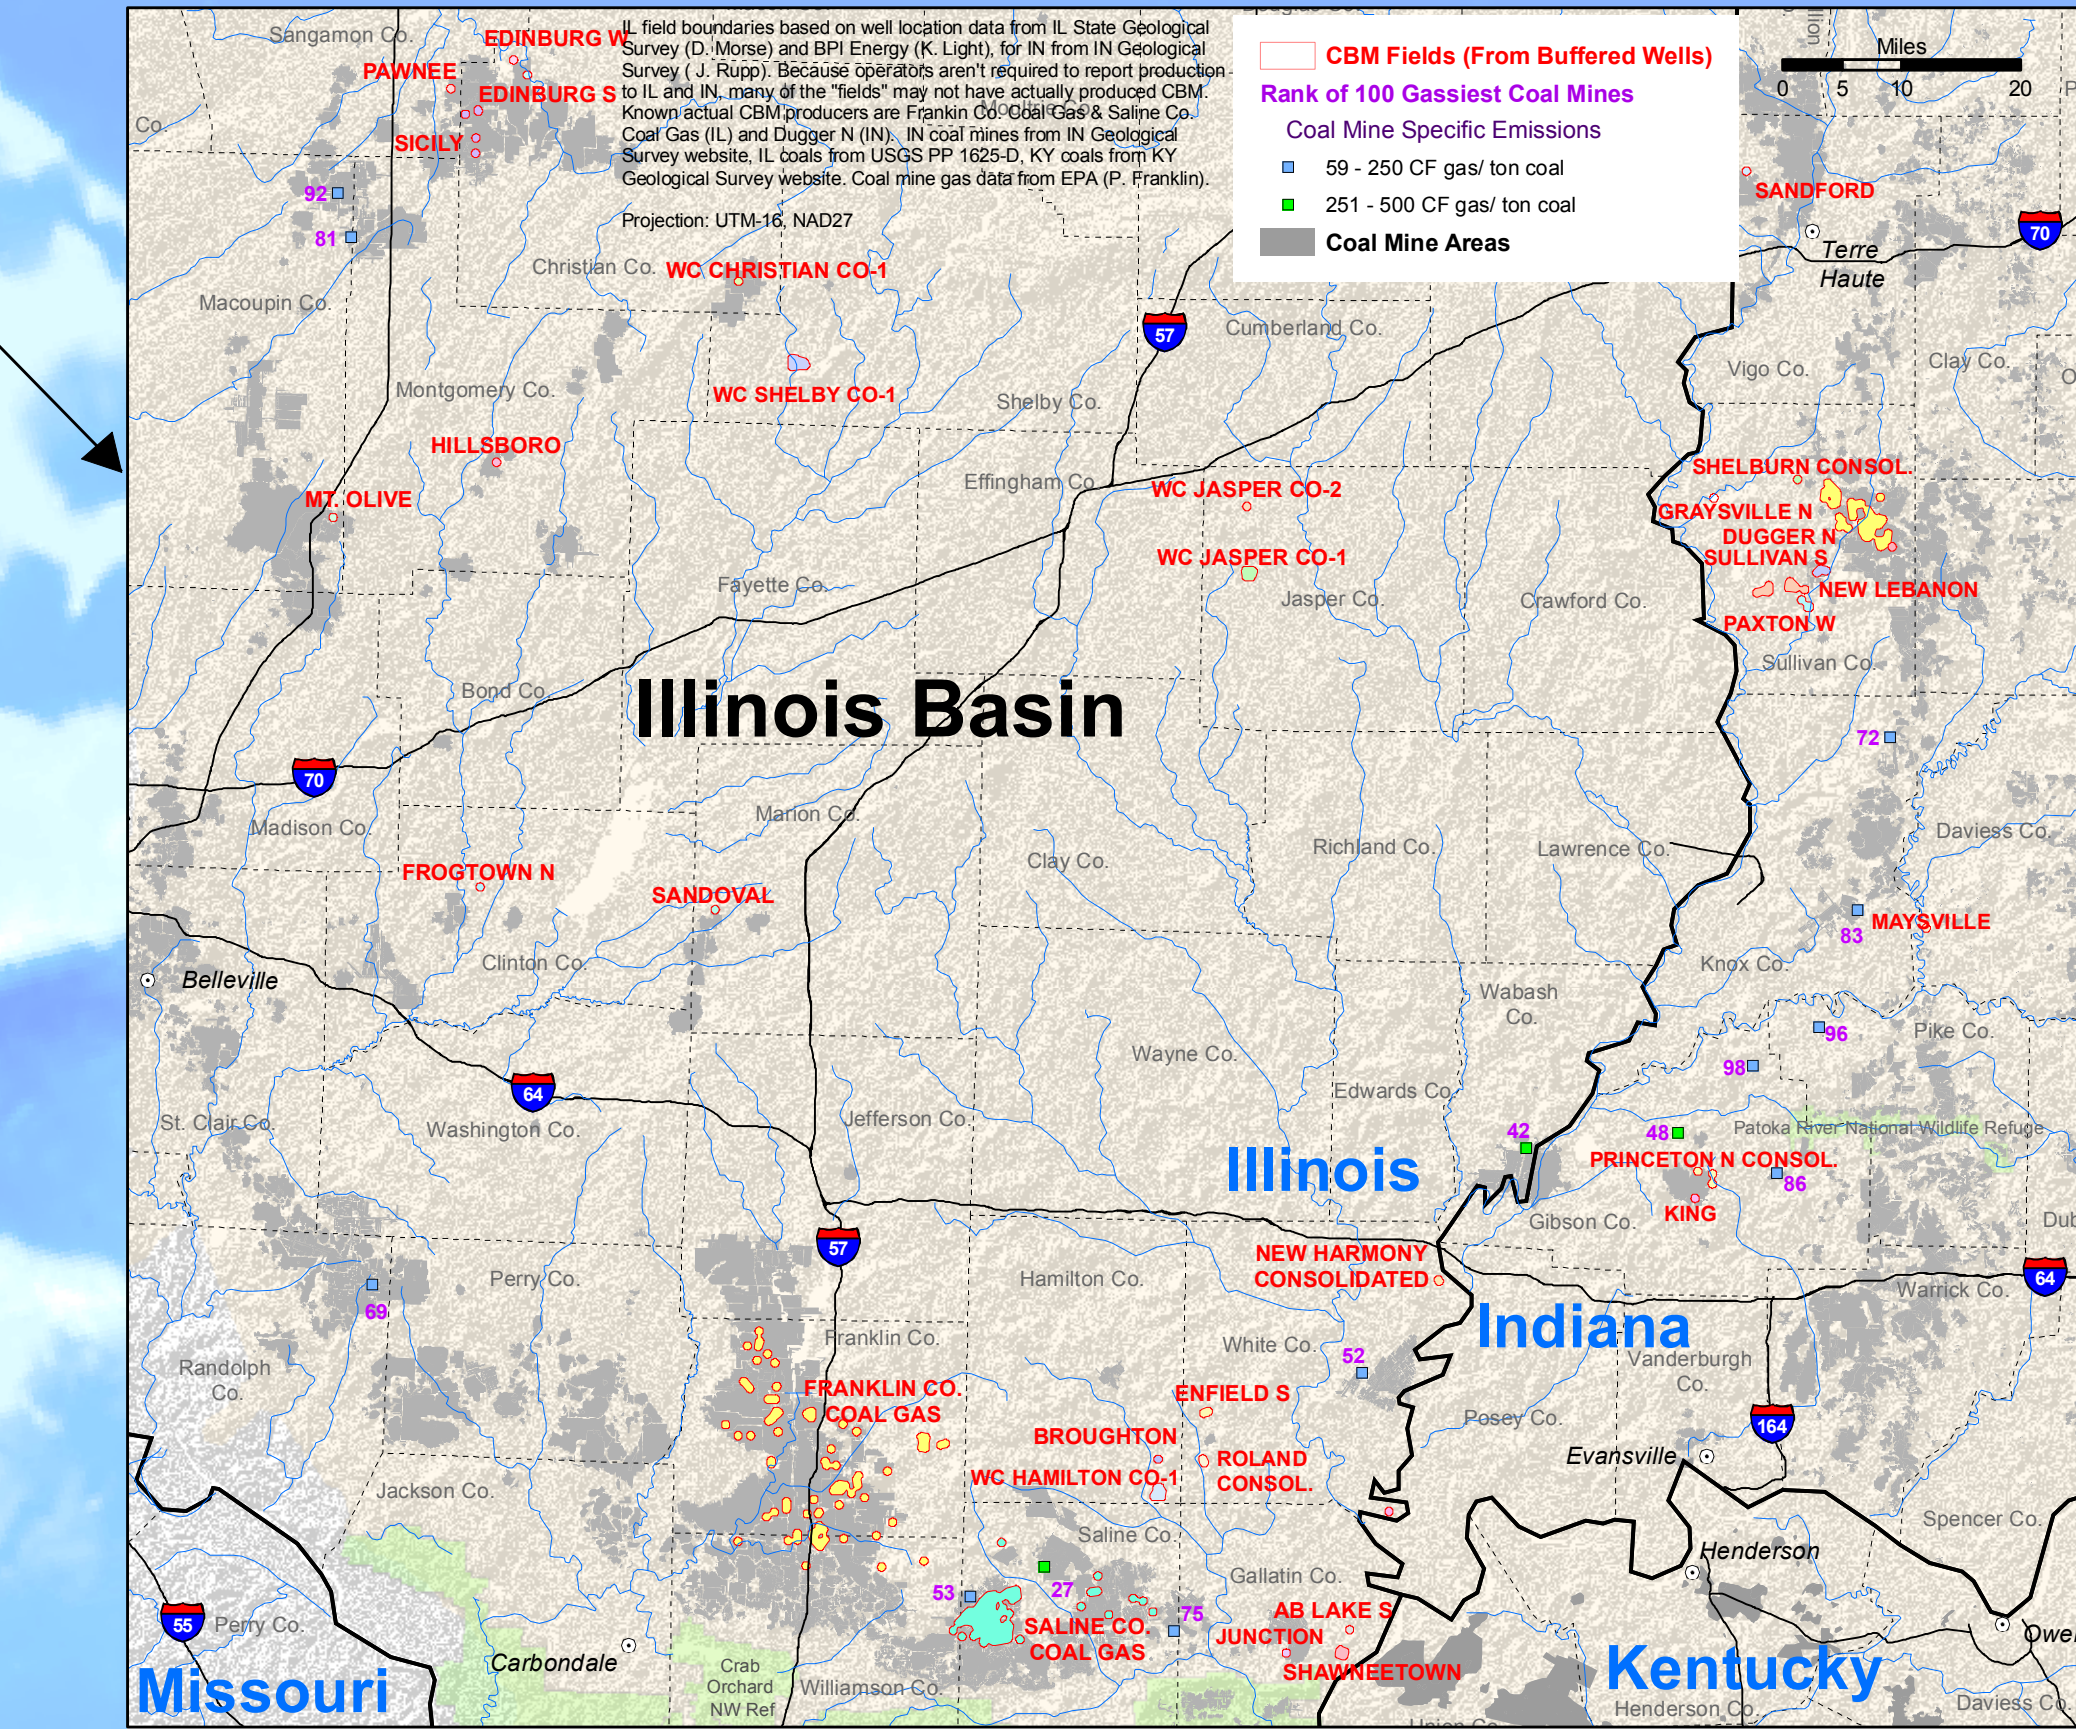 Sangamon Co.
EDINBURG W
PAWNEE
EDINBURG S
SICILY
Co.
IL field boundaries based on well location data from IL State Geological
Survey (D. Morse) and BPI Energy (K. Light), for IN from IN Geological
Survey ( J. Rupp). Because operators aren't required to report production
to IL and IN, many of the "fields" may not have actually produced CBM.
Known actual CBM producers are Frankin Co. Coal Gas & Saline Co.
Coal Gas (IL) and Dugger N (IN). IN coal mines from IN Geological
Survey website, IL coals from USGS PP 1625-D, KY coals from KY
Geological Survey website. Coal mine gas data from EPA (P. Franklin).
Projection: UTM-16, NAD27
Moultrie Co.
CBM Fields (From Buffered Wells)
Rank of 100 Gassiest Coal Mines
Coal Mine Specific Emissions
59 - 250 CF gas/ ton coal
251 - 500 CF gas/ ton coal
Coal Mine Areas
Miles
0 5 10 20
SANDFORD
70
Terre
Haute
92
81
Christian Co.
WC CHRISTIAN CO-1
Macoupin Co.
57
Cumberland Co.
Vigo Co.
Clay Co.
Montgomery Co.
WC SHELBY CO-1
Shelby Co.
HILLSBORO
MT. OLIVE
Effingham Co.
WC JASPER CO-2
SHELBURN CONSOL.
GRAYSVILLE N
DUGGER N
SULLIVAN S
WC JASPER CO-1
Fayette Co.
Jasper Co.
Crawford Co.
NEW LEBANON
PAXTON W
Sullivan Co.
Bond Co.
Illinois Basin
72
70
Madison Co.
Marion Co.
Clay Co.
Richland Co.
Lawrence Co.
Daviess Co.
FROGTOWN N
SANDOVAL
MAYSVILLE
83
Belleville
Clinton Co.
Knox Co.
Wabash
Co.
96
Pike Co.
Wayne Co.
98
64
Edwards Co.
St. Clair Co.
Washington Co.
Jefferson Co.
42
48
Patoka River National Wildlife Refuge
Illinois
PRINCETON N CONSOL.
86
KING
Gibson Co.
57
NEW HARMONY
CONSOLIDATED
Perry Co.
Hamilton Co.
64
Warrick Co.
69
Indiana
Franklin Co.
White Co.
52
Vanderburgh
Co.
Randolph
Co.
FRANKLIN CO.
COAL GAS
ENFIELD S
Posey Co.
164
BROUGHTON
Evansville
ROLAND
CONSOL.
WC HAMILTON CO-1
Jackson Co.
Saline Co.
Spencer Co.
Henderson
53
27
Gallatin Co.
75
AB LAKE S
JUNCTION
SALINE CO.
COAL GAS
SHAWNEETOWN
55
Perry Co.
Carbondale
Crab
Orchard
NW Ref
Williamson Co.
Missouri
Kentucky
Henderson Co.
Daviess Co.